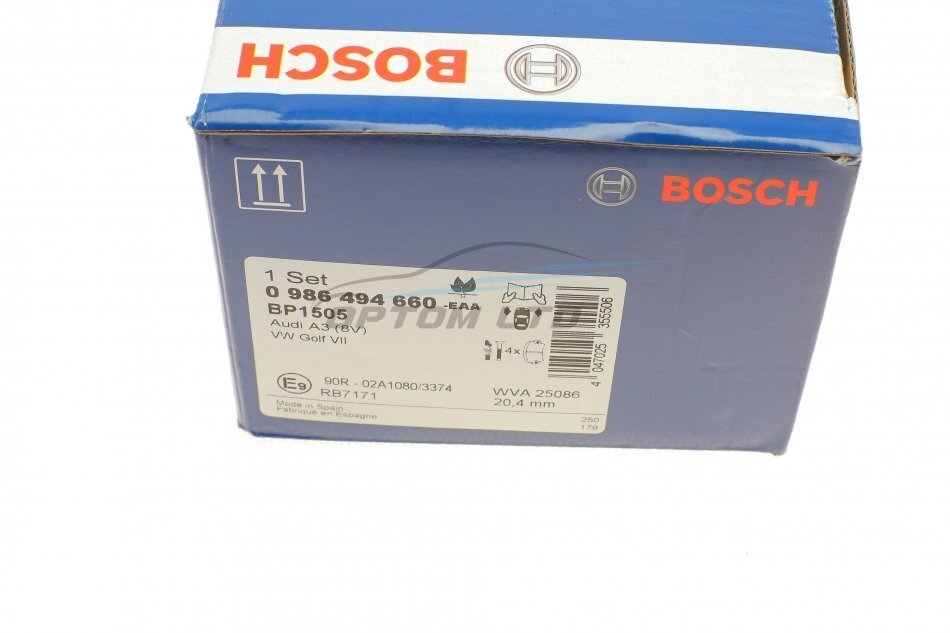 BOSCH
BOSCH
1 Set
0 986 494 660 -EAA
BP1505
OPTOM LTD
Audi A3 (8V)
VW Golf VII
4x
4 047025 355506
E9
90R - 02A1080/3374
RB7171
WVA 25086
20,4 mm
Made in Spain
Fabriqué en Espagne
250
179